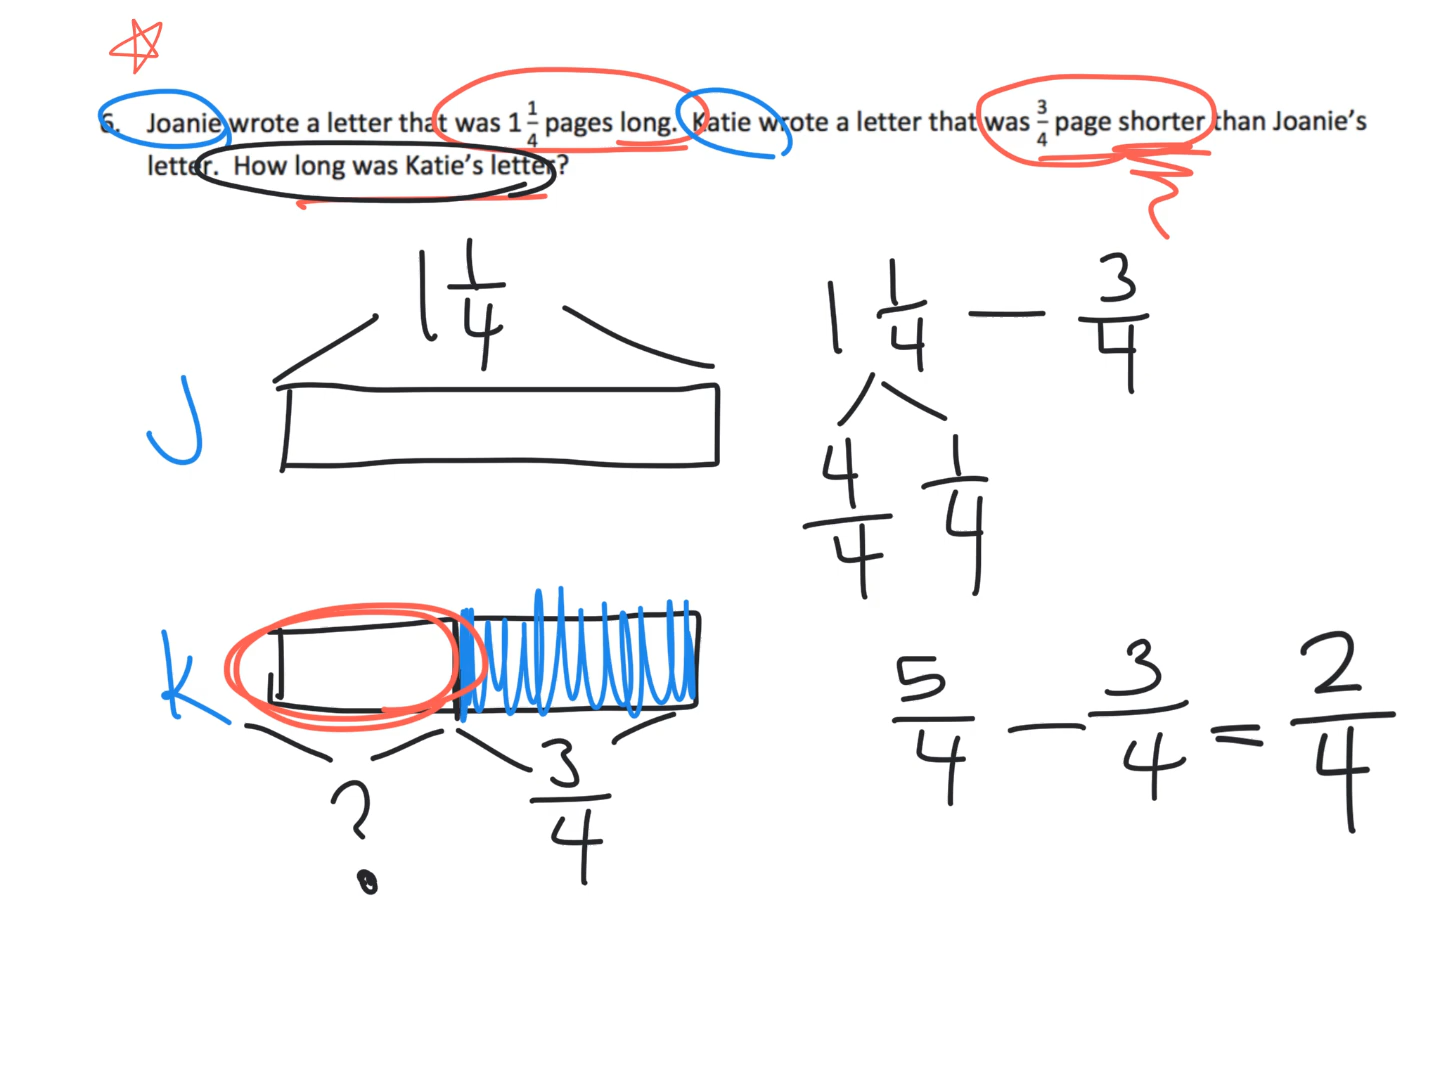 6. Joanie wrote a letter that was 1 1/4 pages long. Katie wrote a letter that was 3/4 page shorter than Joanie's
letter. How long was Katie's letter?
1 1/4
1 1/4 — 3/4
J
4/4 1/4
K
5/4 — 3/4 = 2/4
? 3/4